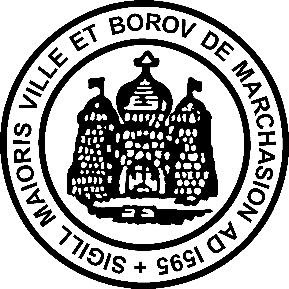 + SIGILL MAIORIS VILLE ET BOROV DE MARCHASION AD 1595